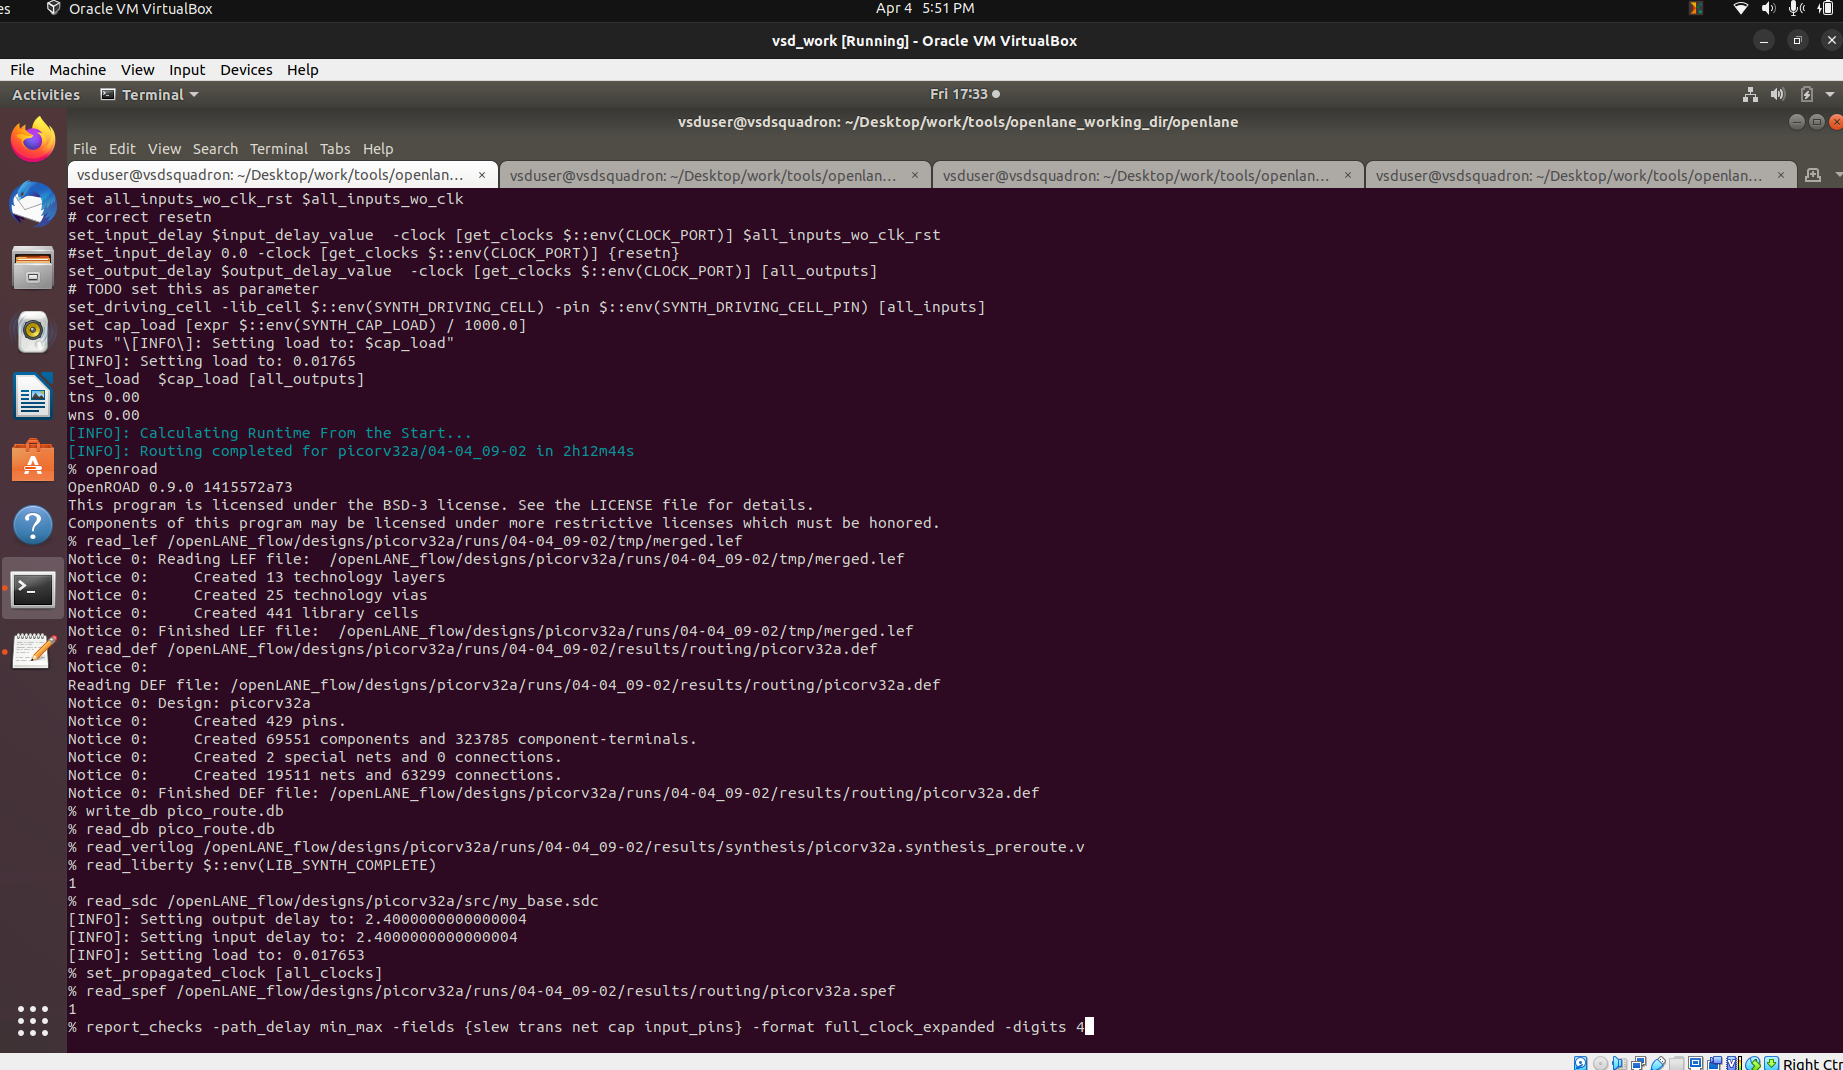 es Oracle VM VirtualBox Apr 4 5:51 PM
vsd_work [Running] - Oracle VM VirtualBox
File Machine View Input Devices Help
Activities Terminal Fri 17:33
vsduser@vsdsquadron: ~/Desktop/work/tools/openlane_working_dir/openlane
File Edit View Search Terminal Tabs Help
vsduser@vsdsquadron: ~/Desktop/work/tools/openlan... × vsduser@vsdsquadron: ~/Desktop/work/tools/openlan... × vsduser@vsdsquadron: ~/Desktop/work/tools/openlan... × vsduser@vsdsquadron: ~/Desktop/work/tools/openlan... ×
set all_inputs_wo_clk_rst $all_inputs_wo_clk
# correct resetn
set_input_delay $input_delay_value  -clock [get_clocks $::env(CLOCK_PORT)] $all_inputs_wo_clk_rst
#set_input_delay 0.0 -clock [get_clocks $::env(CLOCK_PORT)] {resetn}
set_output_delay $output_delay_value  -clock [get_clocks $::env(CLOCK_PORT)] [all_outputs]
# TODO set this as parameter
set_driving_cell -lib_cell $::env(SYNTH_DRIVING_CELL) -pin $::env(SYNTH_DRIVING_CELL_PIN) [all_inputs]
set cap_load [expr $::env(SYNTH_CAP_LOAD) / 1000.0]
puts "\[INFO\]: Setting load to: $cap_load"
[INFO]: Setting load to: 0.01765
set_load  $cap_load [all_outputs]
tns 0.00
wns 0.00
[INFO]: Calculating Runtime From the Start...
[INFO]: Routing completed for picorv32a/04-04_09-02 in 2h12m44s
% openroad
OpenROAD 0.9.0 1415572a73
This program is licensed under the BSD-3 license. See the LICENSE file for details.
Components of this program may be licensed under more restrictive licenses which must be honored.
% read_lef /openLANE_flow/designs/picorv32a/runs/04-04_09-02/tmp/merged.lef
Notice 0: Reading LEF file:  /openLANE_flow/designs/picorv32a/runs/04-04_09-02/tmp/merged.lef
Notice 0:     Created 13 technology layers
Notice 0:     Created 25 technology vias
Notice 0:     Created 441 library cells
Notice 0: Finished LEF file:  /openLANE_flow/designs/picorv32a/runs/04-04_09-02/tmp/merged.lef
% read_def /openLANE_flow/designs/picorv32a/runs/04-04_09-02/results/routing/picorv32a.def
Notice 0:
Reading DEF file: /openLANE_flow/designs/picorv32a/runs/04-04_09-02/results/routing/picorv32a.def
Notice 0: Design: picorv32a
Notice 0:     Created 429 pins.
Notice 0:     Created 69551 components and 323785 component-terminals.
Notice 0:     Created 2 special nets and 0 connections.
Notice 0:     Created 19511 nets and 63299 connections.
Notice 0: Finished DEF file: /openLANE_flow/designs/picorv32a/runs/04-04_09-02/results/routing/picorv32a.def
% write_db pico_route.db
% read_db pico_route.db
% read_verilog /openLANE_flow/designs/picorv32a/runs/04-04_09-02/results/synthesis/picorv32a.synthesis_preroute.v
% read_liberty $::env(LIB_SYNTH_COMPLETE)
1
% read_sdc /openLANE_flow/designs/picorv32a/src/my_base.sdc
[INFO]: Setting output delay to: 2.4000000000000004
[INFO]: Setting input delay to: 2.4000000000000004
[INFO]: Setting load to: 0.017653
% set_propagated_clock [all_clocks]
% read_spef /openLANE_flow/designs/picorv32a/runs/04-04_09-02/results/routing/picorv32a.spef
1
% report_checks -path_delay min_max -fields {slew trans net cap input_pins} -format full_clock_expanded -digits 4
Right Ctr